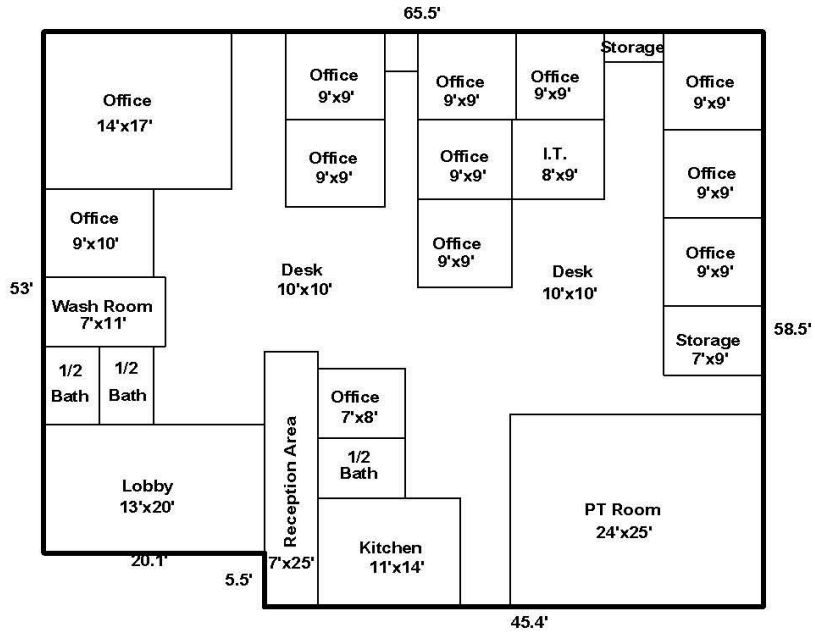 65.5'
Storage
Office
14'x17'
Office
9'x9'
Office
9'x9'
Office
9'x9'
Office
9'x9'
Office
9'x9'
Office
9'x9'
I.T.
8'x9'
Office
9'x9'
Office
9'x10'
Office
9'x9'
Office
9'x9'
Desk
10'x10'
Desk
10'x10'
53'
Wash Room
7'x11'
58.5'
Storage
7'x9'
1/2
Bath
1/2
Bath
Office
7'x8'
Reception Area
7'x25'
1/2
Bath
Lobby
13'x20'
PT Room
24'x25'
Kitchen
11'x14'
20.1'
5.5'
45.4'